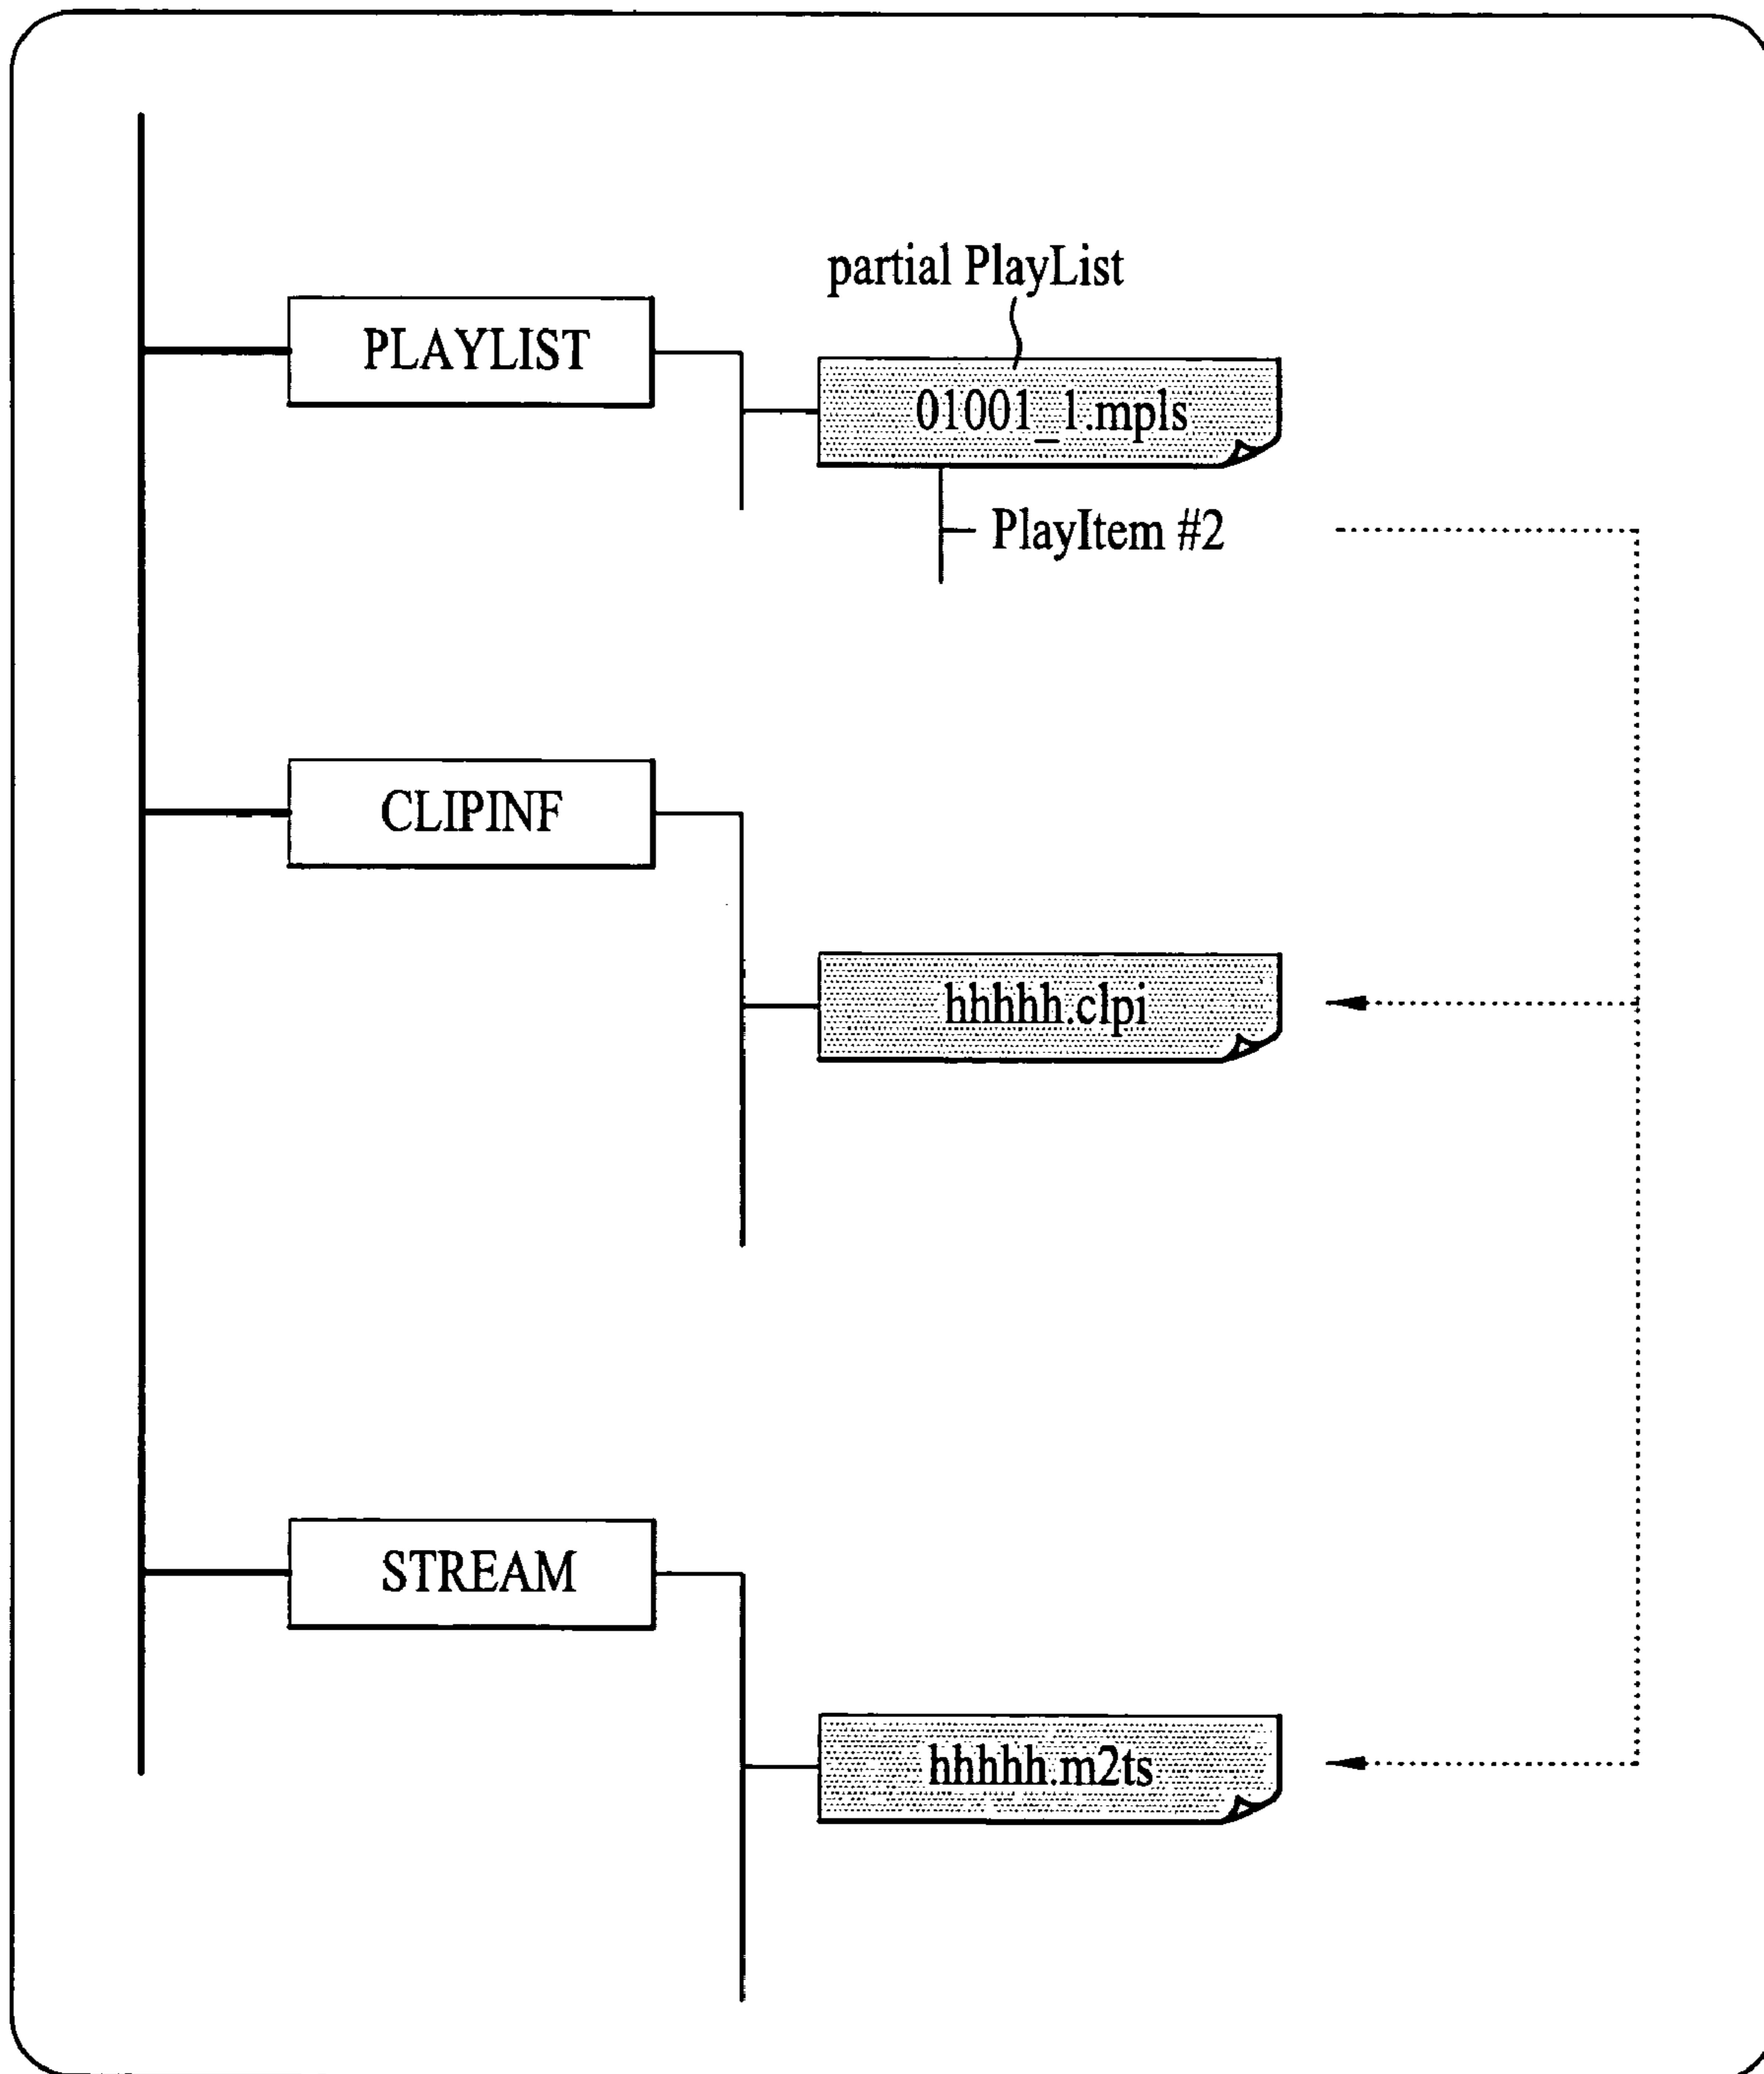 partial PlayList
PLAYLIST
01001_1.mpls
PlayItem #2
CLIPINF
hhhhh.clpi
STREAM
hhhhh.m2ts